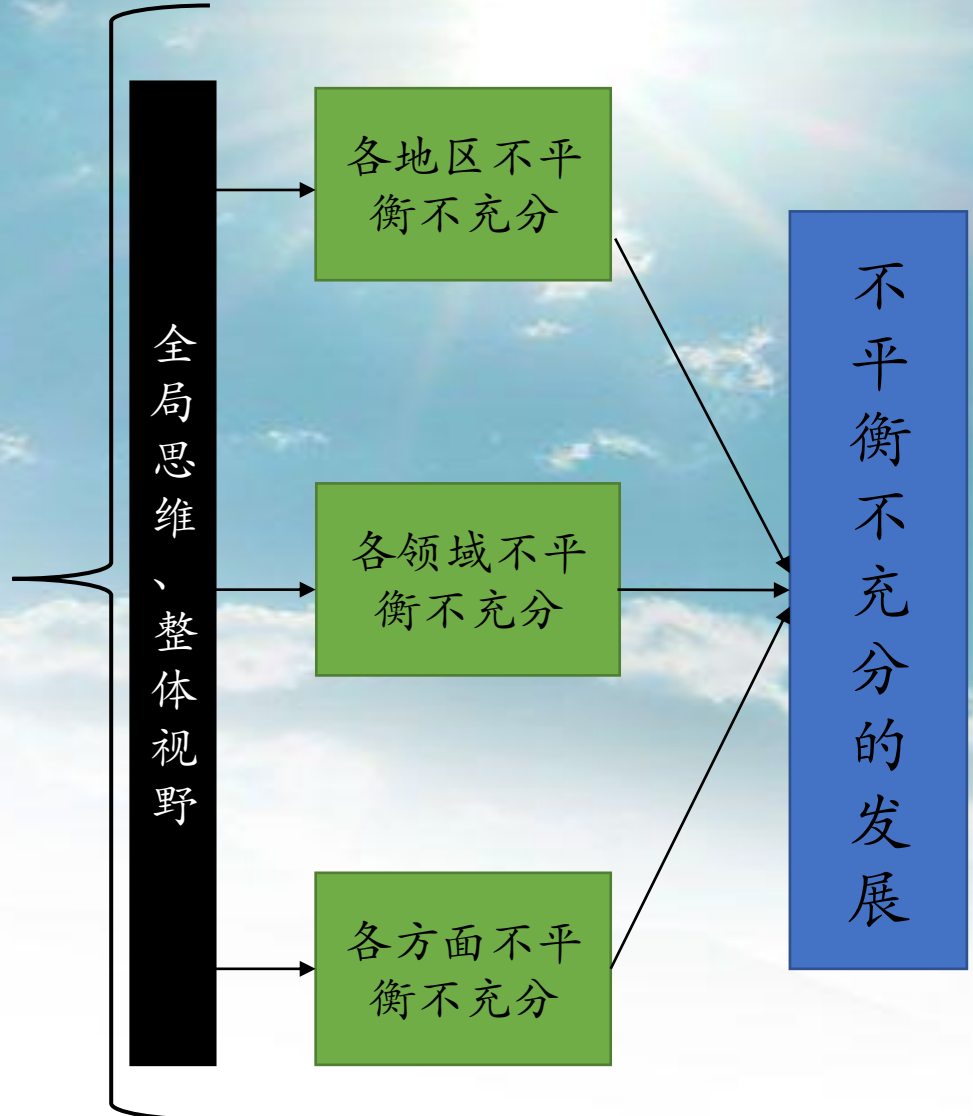 全局思维、整体视野
各地区不平
衡不充分
各领域不平
衡不充分
各方面不平
衡不充分
不平衡不充分的发展